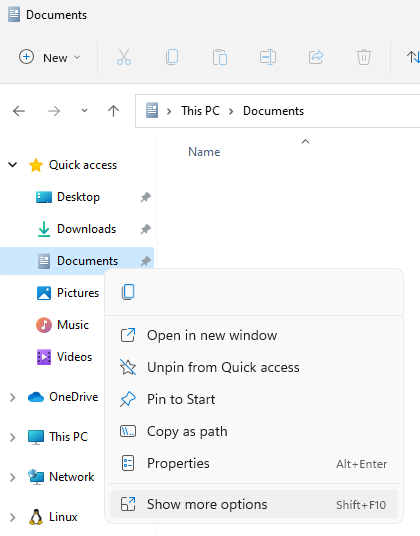 Documents
New
This PC > Documents
Name
Quick access
Desktop
Downloads
Documents
Pictures
Music
Videos
OneDrive
This PC
Network
Linux
Open in new window
Unpin from Quick access
Pin to Start
Copy as path
Properties Alt+Enter
Show more options Shift+F10